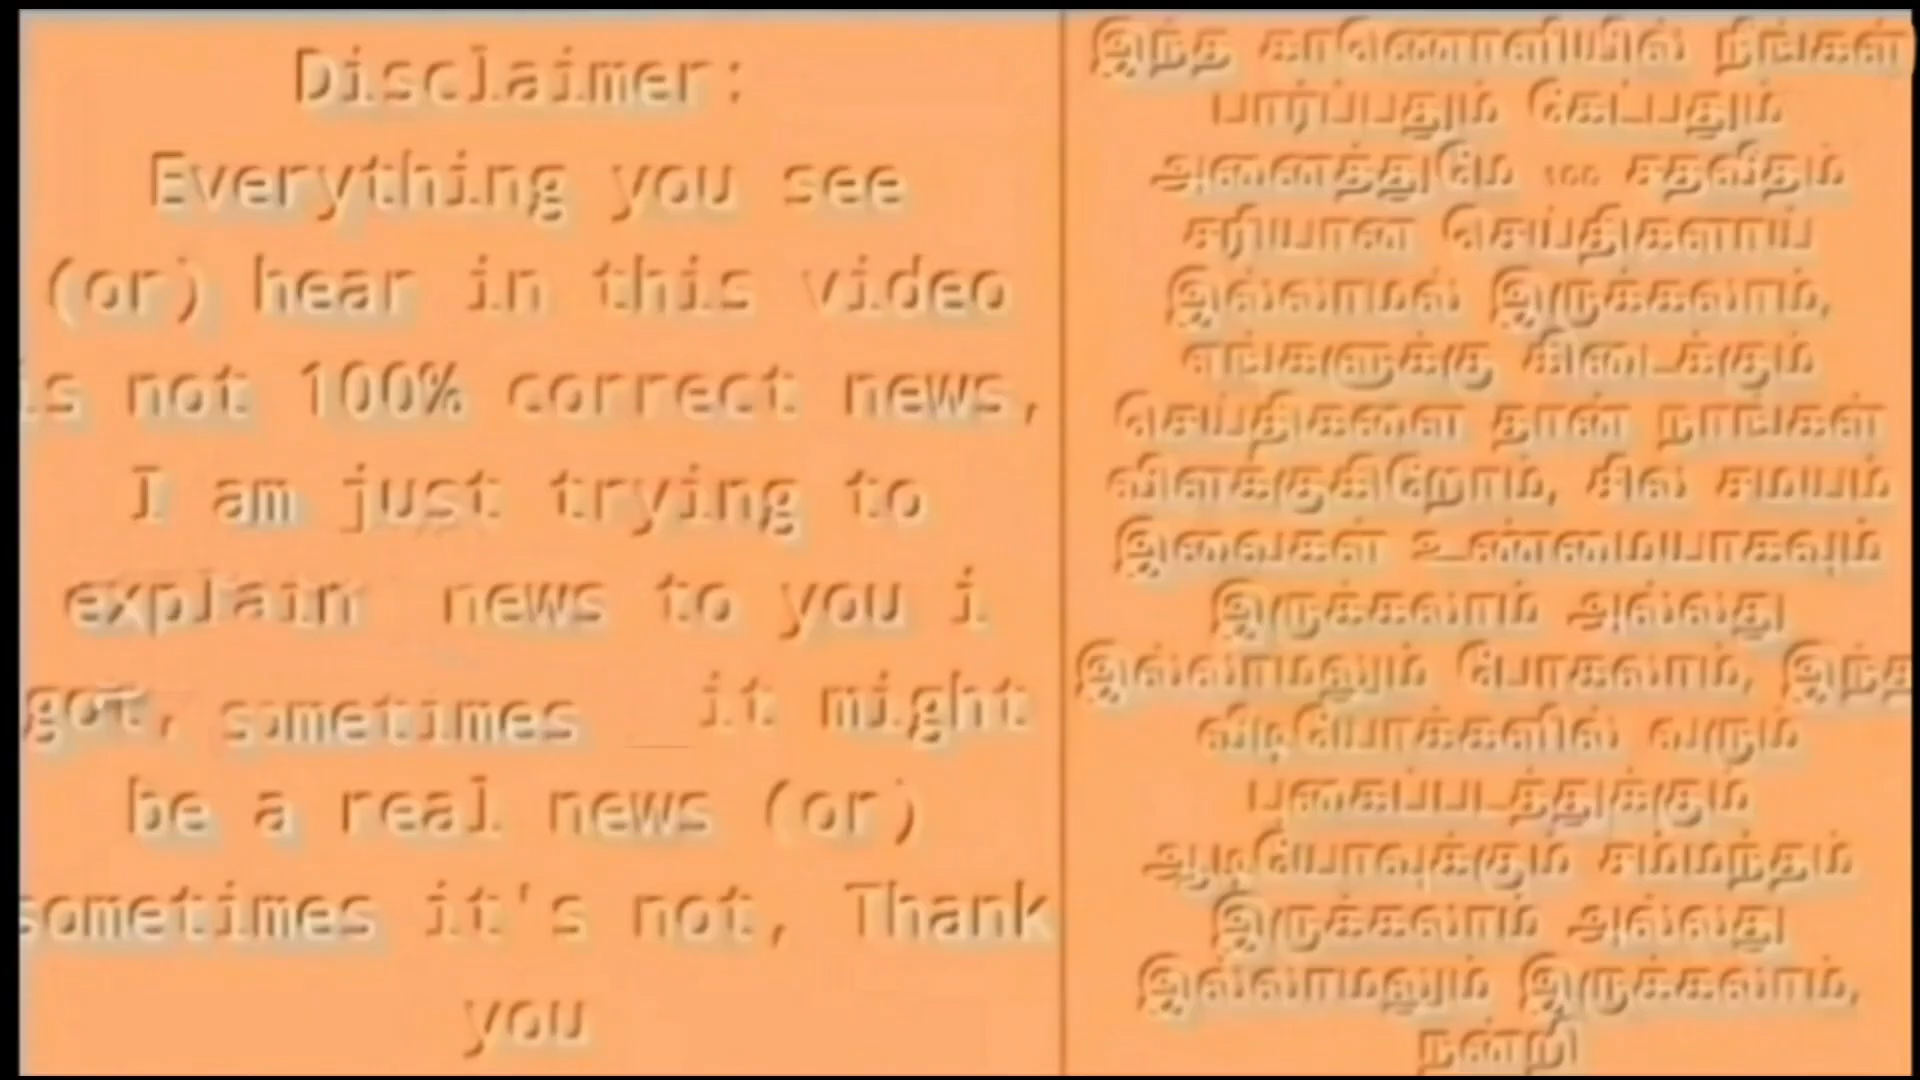 Disclaimer:
Everything you see
(or) hear in this video
is not 100% correct news,
I am just trying to
explain news to you i
got, sometimes it might
be a real news (or)
sometimes it's not, Thank
you
இந்த காணொளியில் நீங்கள்
பார்ப்பதும் கேட்பதும்
அனைத்துமே 100 சதவீதம்
சரியான செய்திகளாய்
இல்லாமல் இருக்கலாம்,
எங்களுக்கு கிடைக்கும்
செய்திகளை தான் நாங்கள்
விளக்குகிறோம், சில சமயம்
இவைகள் உண்மையாகவும்
இருக்கலாம் அல்லது
இல்லாமலும் போகலாம், இந்த
வீடியோக்களில் வரும்
புகைப்படத்துக்கும்
ஆடியோவுக்கும் சம்மந்தம்
இருக்கலாம் அல்லது
இல்லாமலும் இருக்கலாம்,
நன்றி